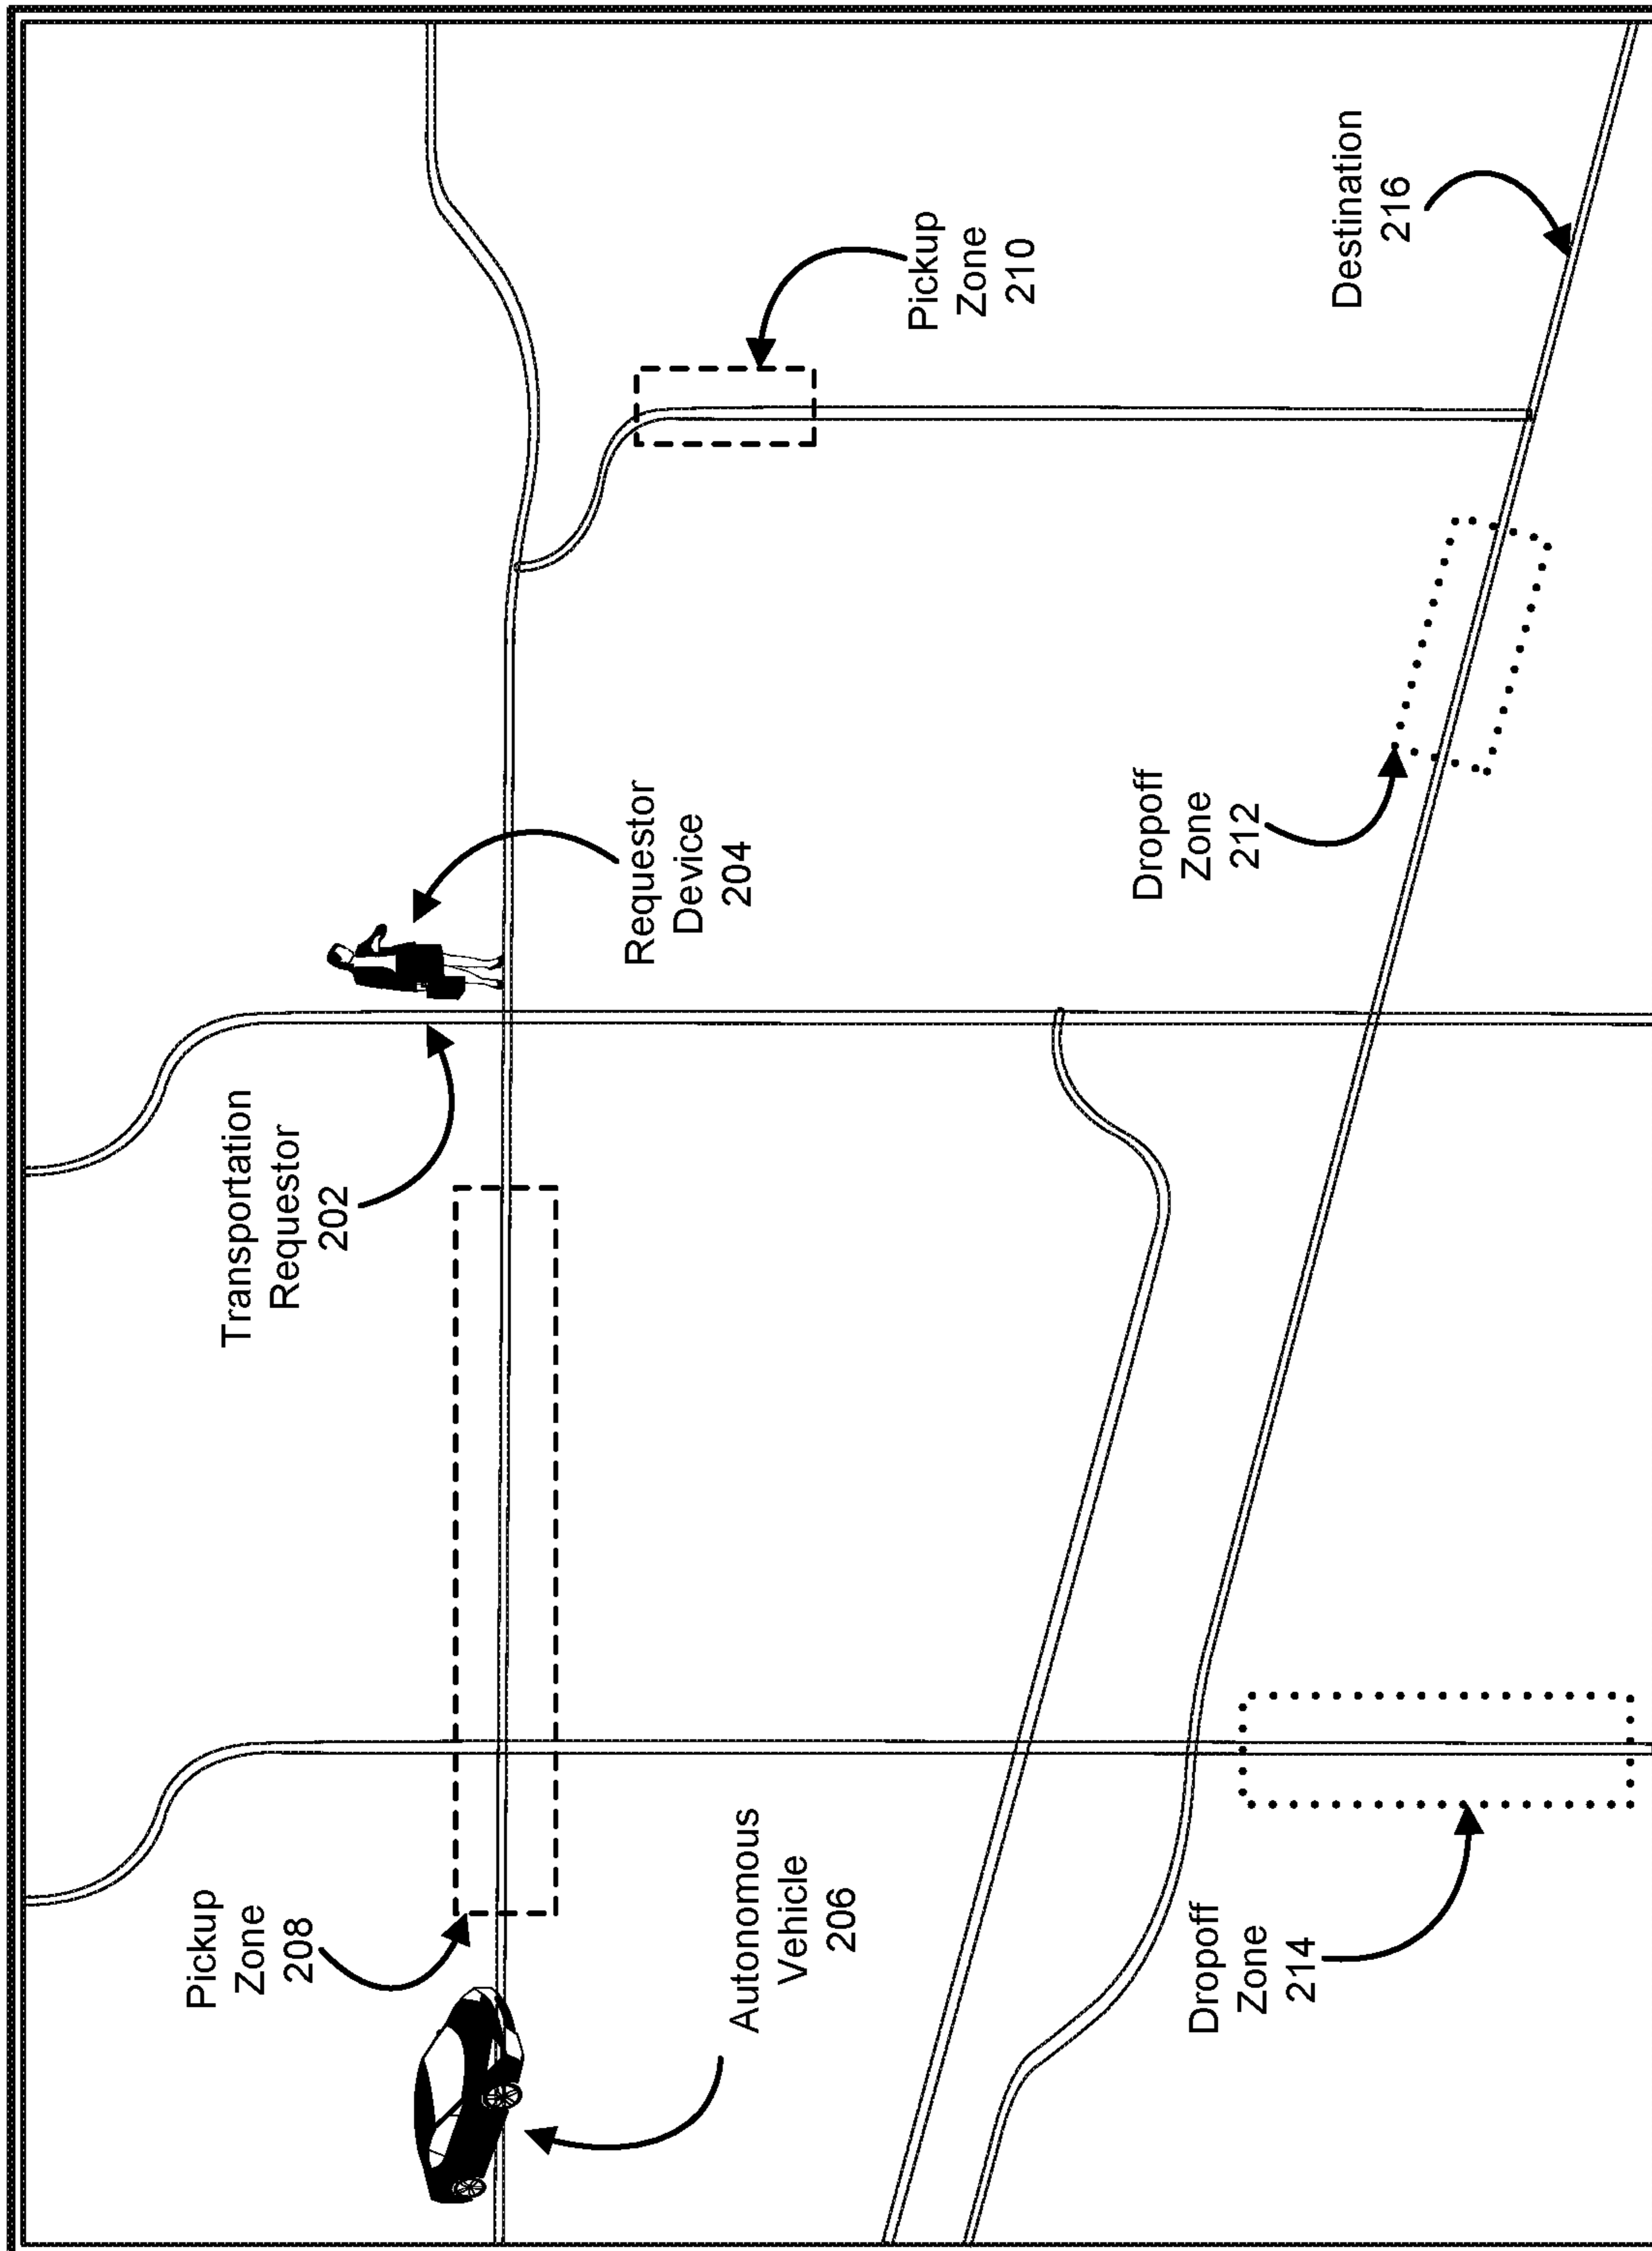 Pickup
Zone
208
Transportation
Requestor
202
Autonomous
Vehicle
206
Requestor
Device
204
Pickup
Zone
210
Dropoff
Zone
214
Dropoff
Zone
212
Destination
216